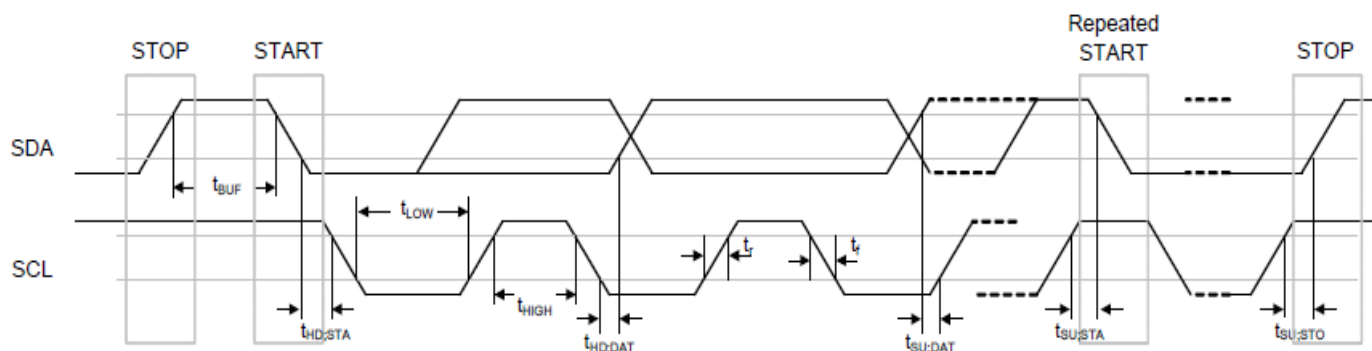 Repeated
STOP START START STOP
SDA
tBUF
tLOW
SCL
tr tf
tHIGH
tHD;STA tHD;DAT tSU;DAT tSU;STA tSU;STO